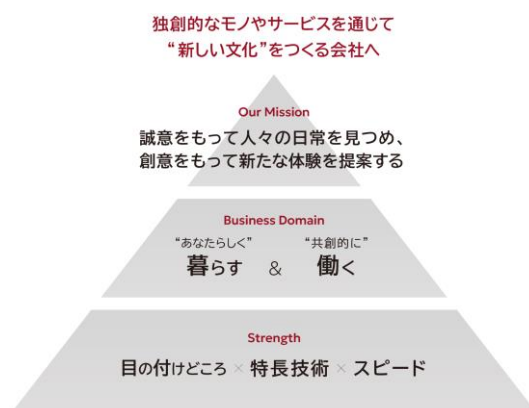 独創的なモノやサービスを通じて
“新しい文化”をつくる会社へ
Our Mission
誠意をもって人々の日常を見つめ、
創意をもって新たな体験を提案する
Business Domain
“あなたらしく” “共創的に”
暮らす & 働く
Strength
目の付けどころ × 特長技術 × スピード